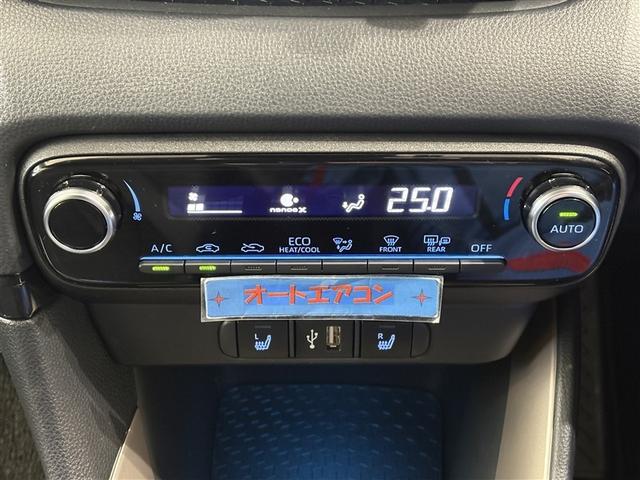 nanoe X 25.0
AUTO
A/C ECO HEAT/COOL FRONT REAR OFF
オートエアコン
L R